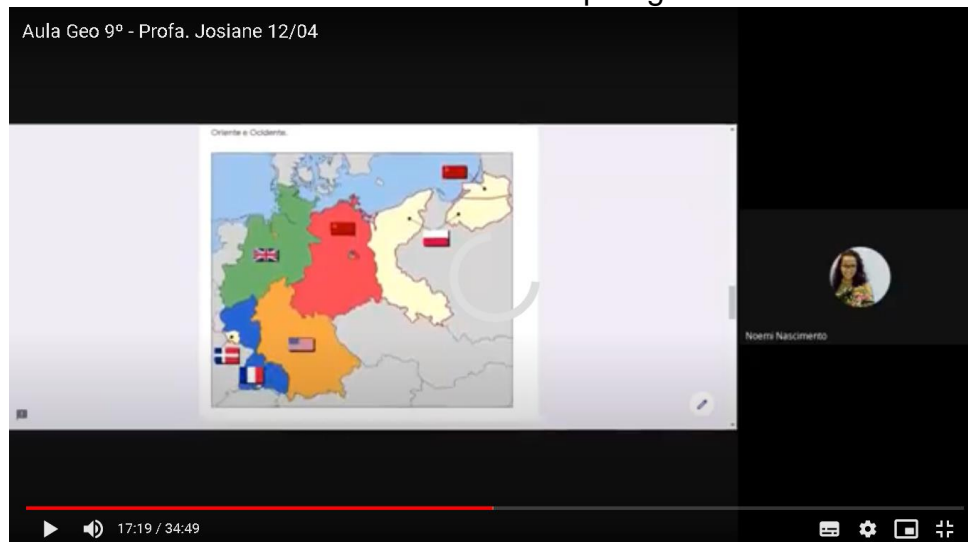 Aula Geo 9º - Profa. Josiane 12/04
Oriente e Ocidente.
Noemi Nascimento
17:19 / 34:49